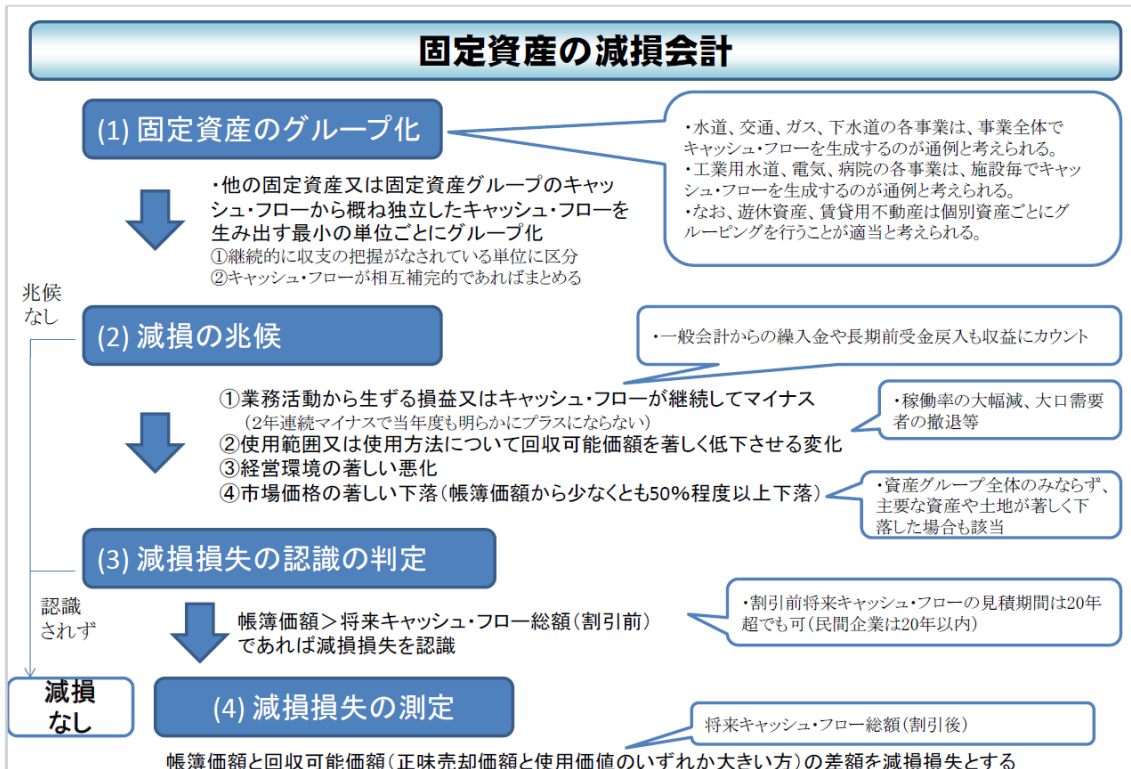 固定資産の減損会計
(1) 固定資産のグループ化
・水道、交通、ガス、下水道の各事業は、事業全体で
キャッシュ・フローを生成するのが通例と考えられる。
・工業用水道、電気、病院の各事業は、施設毎でキャッ
シュ・フローを生成するのが通例と考えられる。
・なお、遊休資産、賃貸用不動産は個別資産ごとにグ
ルーピングを行うことが適当と考えられる。
・他の固定資産又は固定資産グループのキャッ
シュ・フローから概ね独立したキャッシュ・フローを
生み出す最小の単位ごとにグループ化
①継続的に収支の把握がなされている単位に区分
②キャッシュ・フローが相互補完的であればまとめる
兆候
なし
(2) 減損の兆候
・一般会計からの繰入金や長期前受金戻入も収益にカウント
①業務活動から生ずる損益又はキャッシュ・フローが継続してマイナス
(2年連続マイナスで当年度も明らかにプラスにならない)
②使用範囲又は使用方法について回収可能価額を著しく低下させる変化
③経営環境の著しい悪化
④市場価格の著しい下落(帳簿価額から少なくとも50%程度以上下落)
・稼働率の大幅減、大口需要
者の撤退等
・資産グループ全体のみならず、
主要な資産や土地が著しく下
落した場合も該当
(3) 減損損失の認識の判定
認識
されず
帳簿価額>将来キャッシュ・フロー総額(割引前)
であれば減損損失を認識
・割引前将来キャッシュ・フローの見積期間は20年
超でも可(民間企業は20年以内)
減損
なし
(4) 減損損失の測定
将来キャッシュ・フロー総額(割引後)
帳簿価額と回収可能価額(正味売却価額と使用価値のいずれか大きい方)の差額を減損損失とする